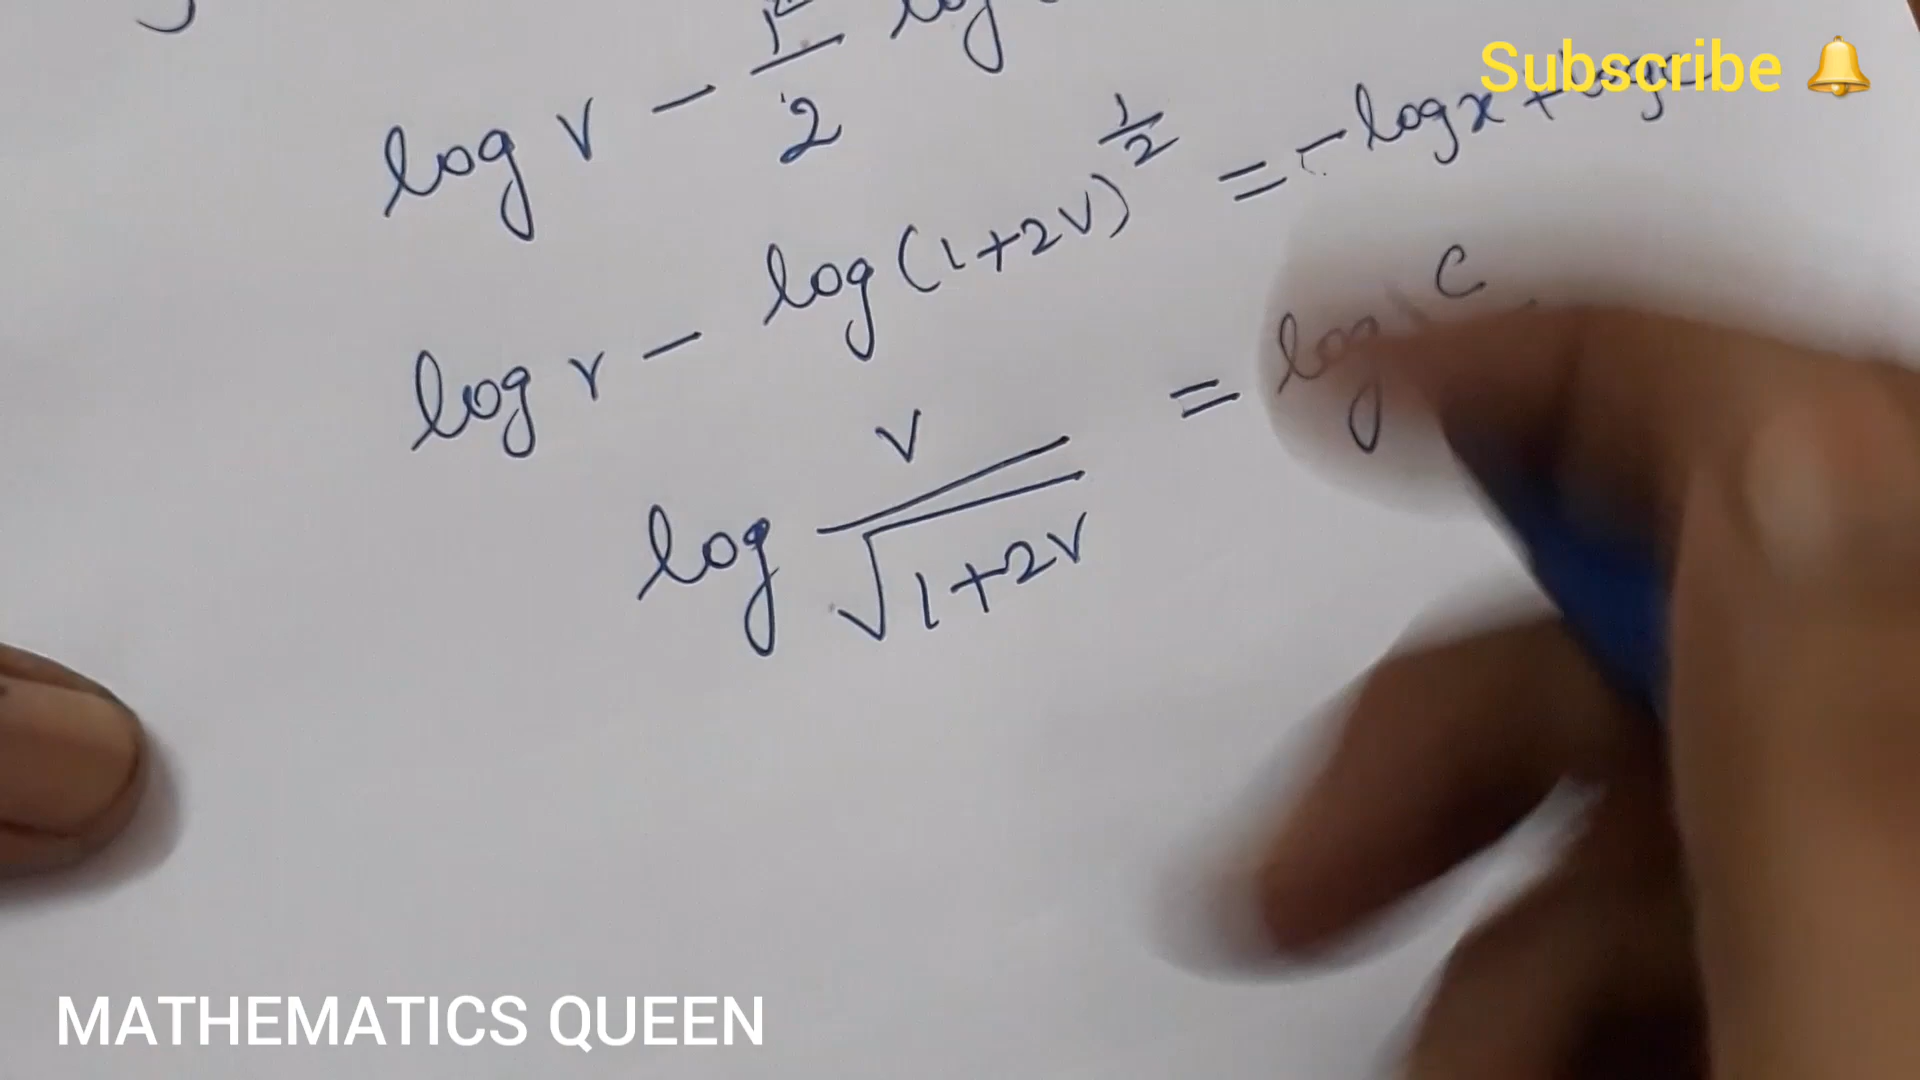 Subscribe 🔔
log v - 1/2 log
log v - log (1+2v)^1/2 = - log x + log c
log v/√1+2v = log c
MATHEMATICS QUEEN